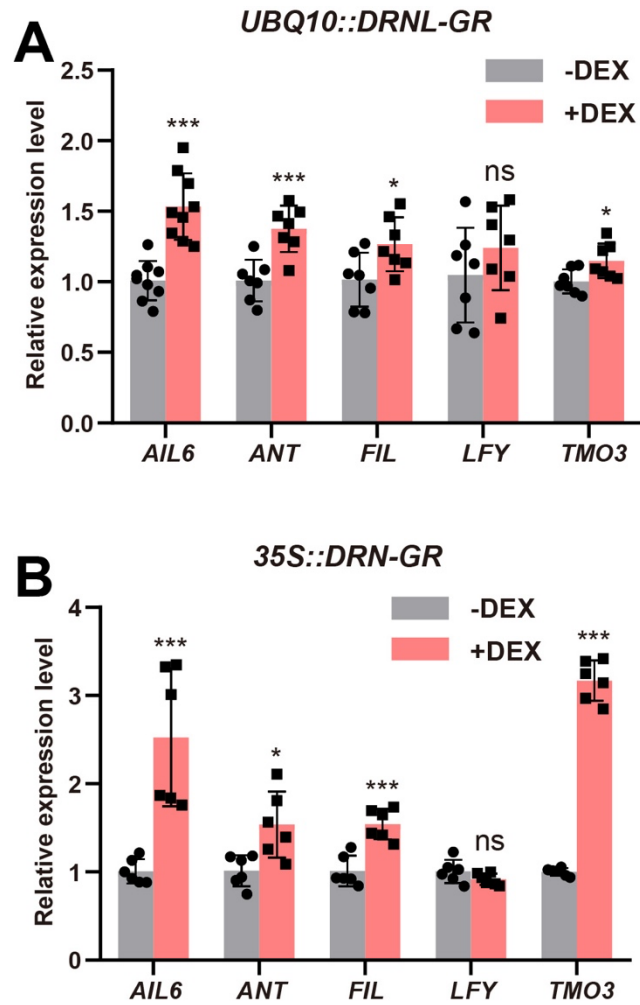 A
UBQ10::DRNL-GR
-DEX
+DEX
Relative expression level
2.5
2.0
1.5
1.0
0.5
0.0
***
***
*
ns
*
AIL6 ANT FIL LFY TMO3
B
35S::DRN-GR
-DEX
+DEX
Relative expression level
4
3
2
1
0
***
*
***
ns
***
AIL6 ANT FIL LFY TMO3